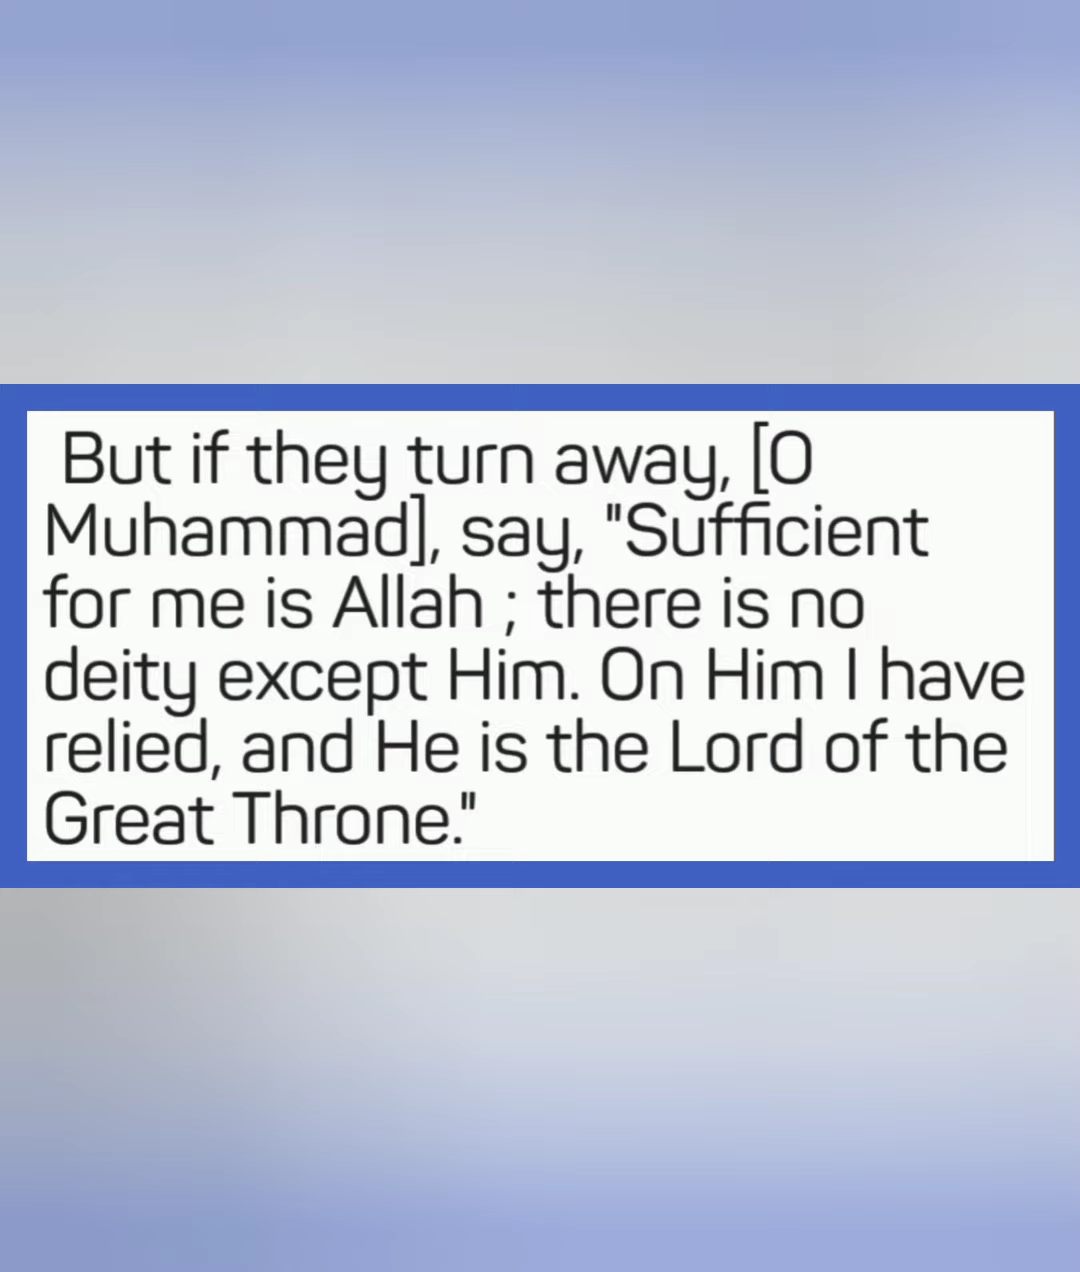 But if they turn away, [O
Muhammad], say, "Sufficient
for me is Allah ; there is no
deity except Him. On Him I have
relied, and He is the Lord of the
Great Throne."